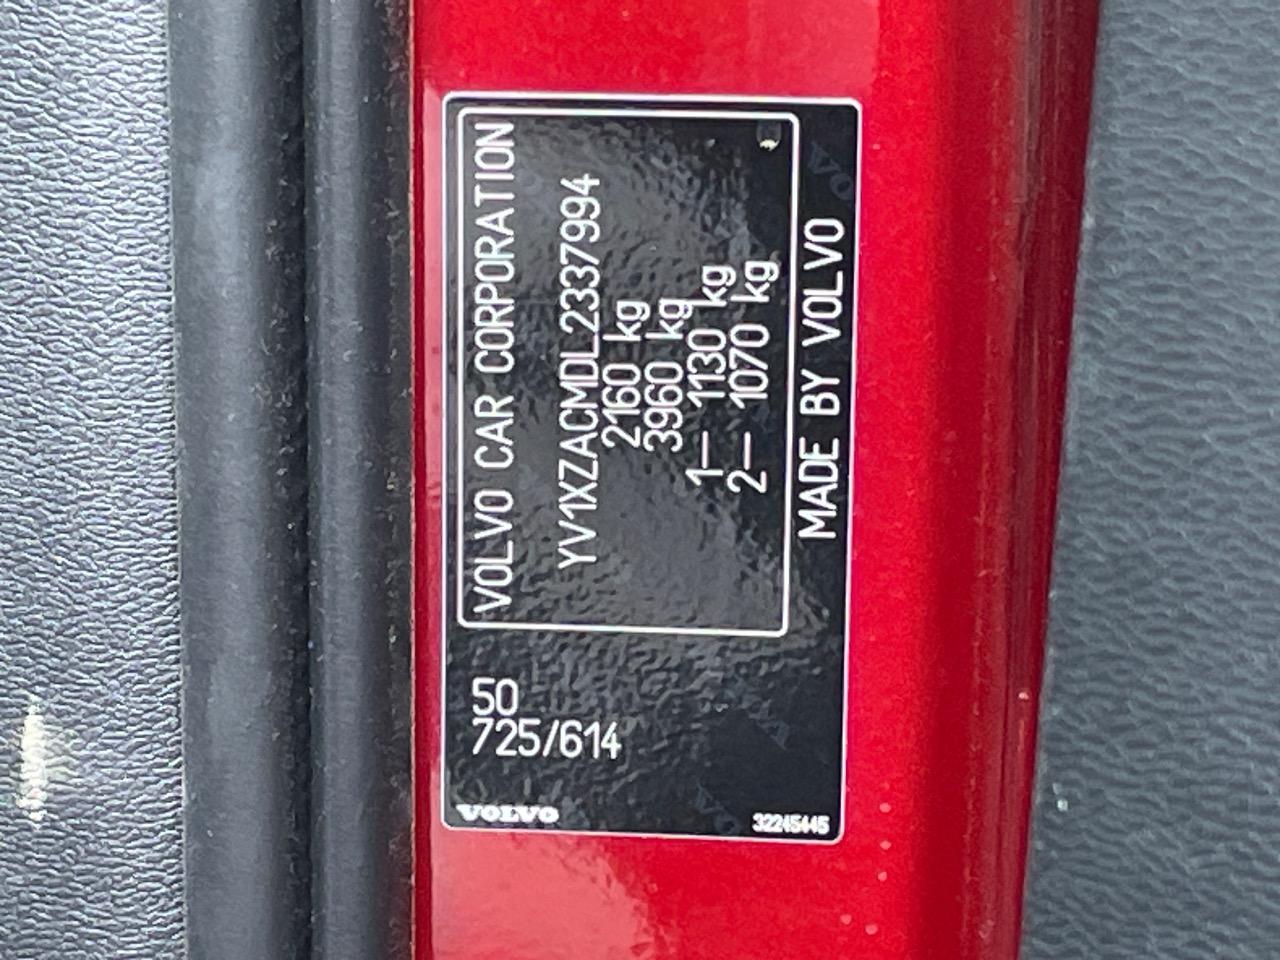 VOLVO CAR CORPORATION
YV1XZACMDL2337994
2160 kg
3960 kg
1– 1130 kg
2– 1070 kg
MADE BY VOLVO
50
725/614
VOLVO
32245445